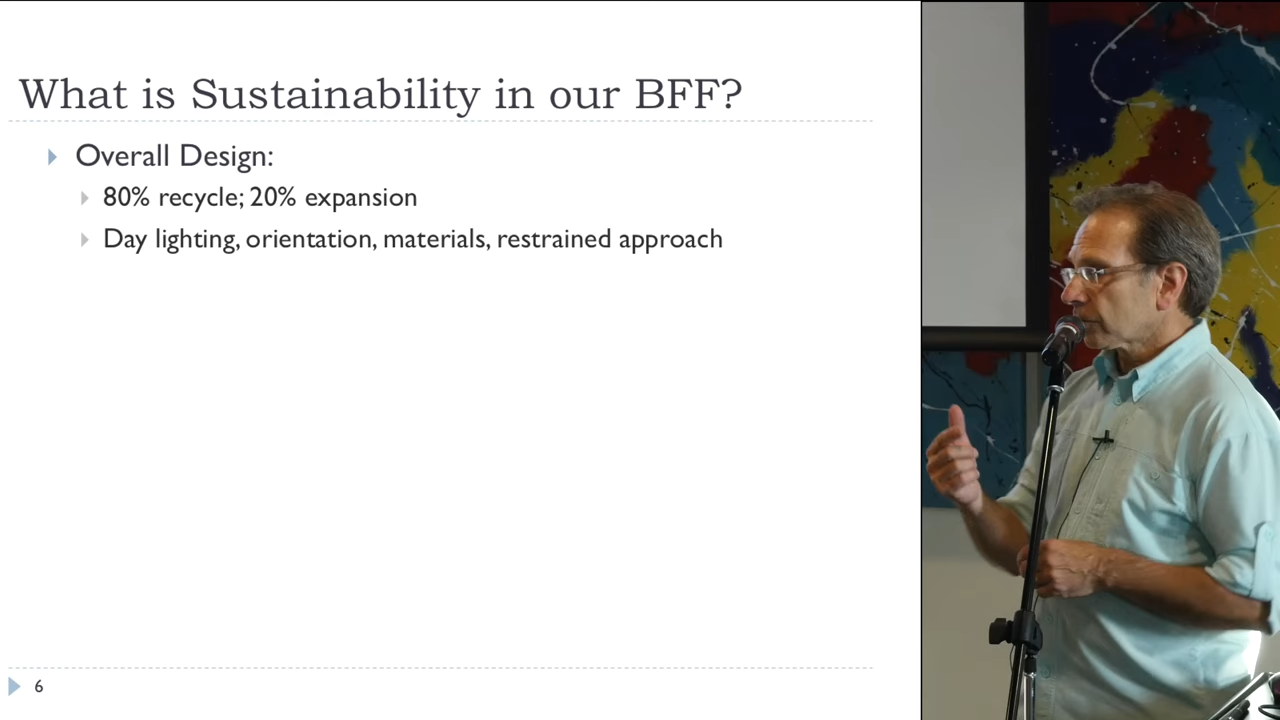 What is Sustainability in our BFF?
Overall Design:
80% recycle; 20% expansion
Day lighting, orientation, materials, restrained approach
6